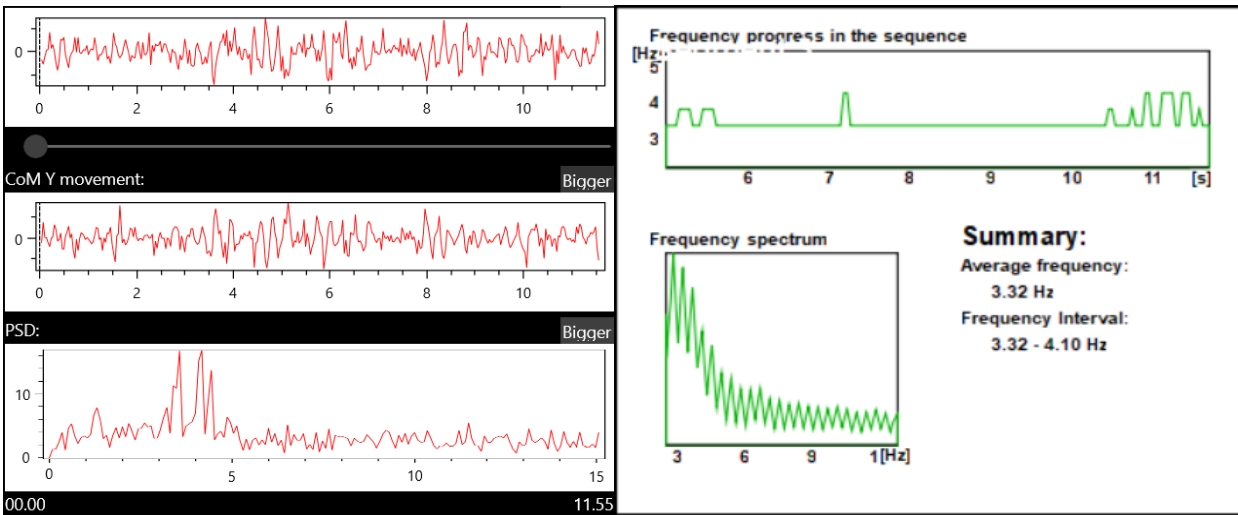 0
0 2 4 6 8 10
CoM Y movement:
Bigger
0
0 2 4 6 8 10
PSD:
Bigger
10
0
0 5 10 15
00.00
11.55
Frequency progress in the sequence
[Hz]
5
4
3
6 7 8 9 10 11 [s]
Frequency spectrum
3 6 9 1[Hz]
Summary:
Average frequency:
3.32 Hz
Frequency Interval:
3.32 - 4.10 Hz